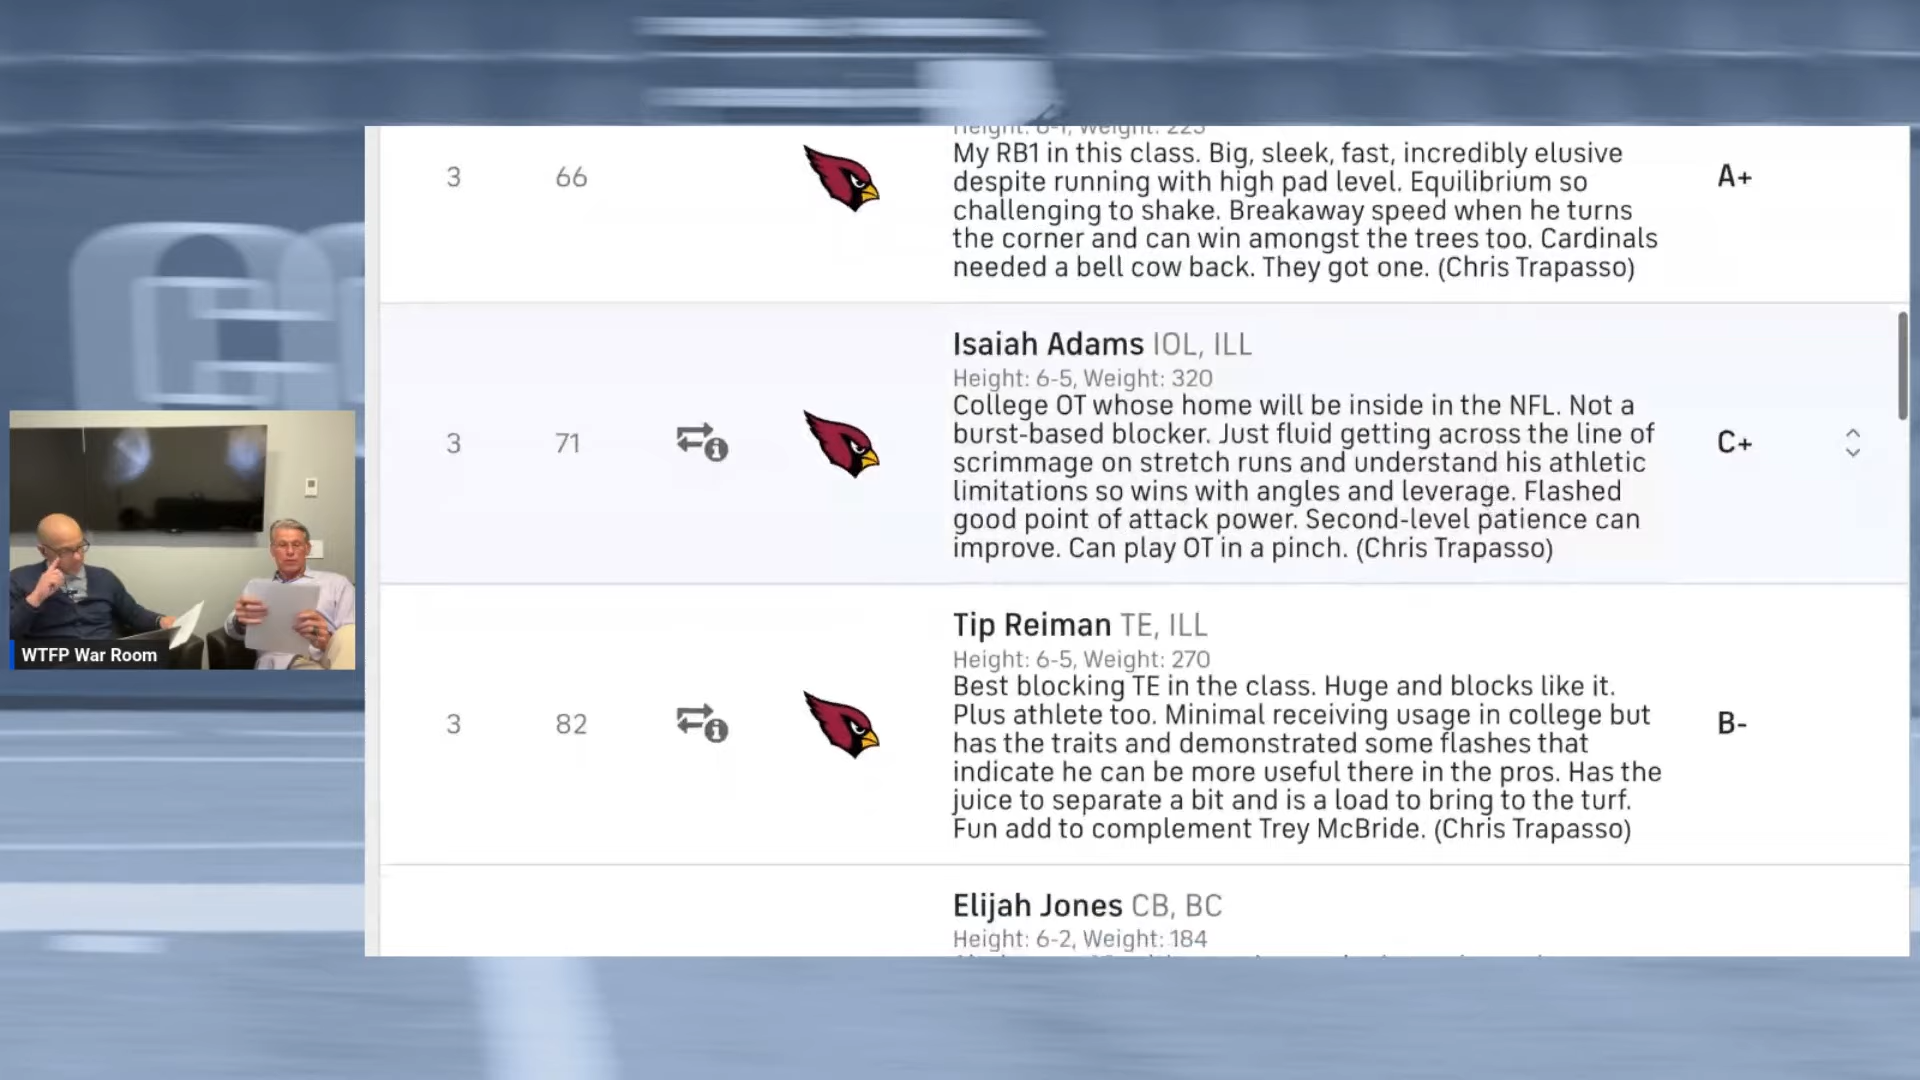 Height: 6-1, Weight: 223
3 66 My RB1 in this class. Big, sleek, fast, incredibly elusive A+
despite running with high pad level. Equilibrium so
challenging to shake. Breakaway speed when he turns
the corner and can win amongst the trees too. Cardinals
needed a bell cow back. They got one. (Chris Trapasso)
Isaiah Adams IOL, ILL
Height: 6-5, Weight: 320
College OT whose home will be inside in the NFL. Not a
3 71 burst-based blocker. Just fluid getting across the line of C+
scrimmage on stretch runs and understand his athletic
limitations so wins with angles and leverage. Flashed
good point of attack power. Second-level patience can
improve. Can play OT in a pinch. (Chris Trapasso)
Tip Reiman TE, ILL
Height: 6-5, Weight: 270
Best blocking TE in the class. Huge and blocks like it.
3 82 Plus athlete too. Minimal receiving usage in college but B-
has the traits and demonstrated some flashes that
indicate he can be more useful there in the pros. Has the
juice to separate a bit and is a load to bring to the turf.
Fun add to complement Trey McBride. (Chris Trapasso)
Elijah Jones CB, BC
Height: 6-2, Weight: 184
WTFP War Room